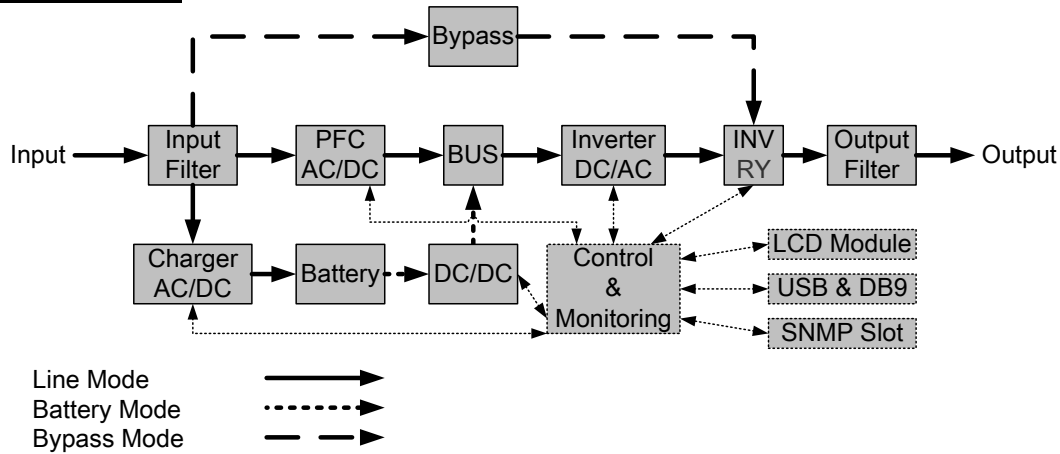 Bypass
Input
Input
Filter
PFC
AC/DC
BUS
Inverter
DC/AC
INV
RY
Output
Filter
Output
Charger
AC/DC
Battery
DC/DC
Control
&
Monitoring
LCD Module
USB & DB9
SNMP Slot
Line Mode
Battery Mode
Bypass Mode